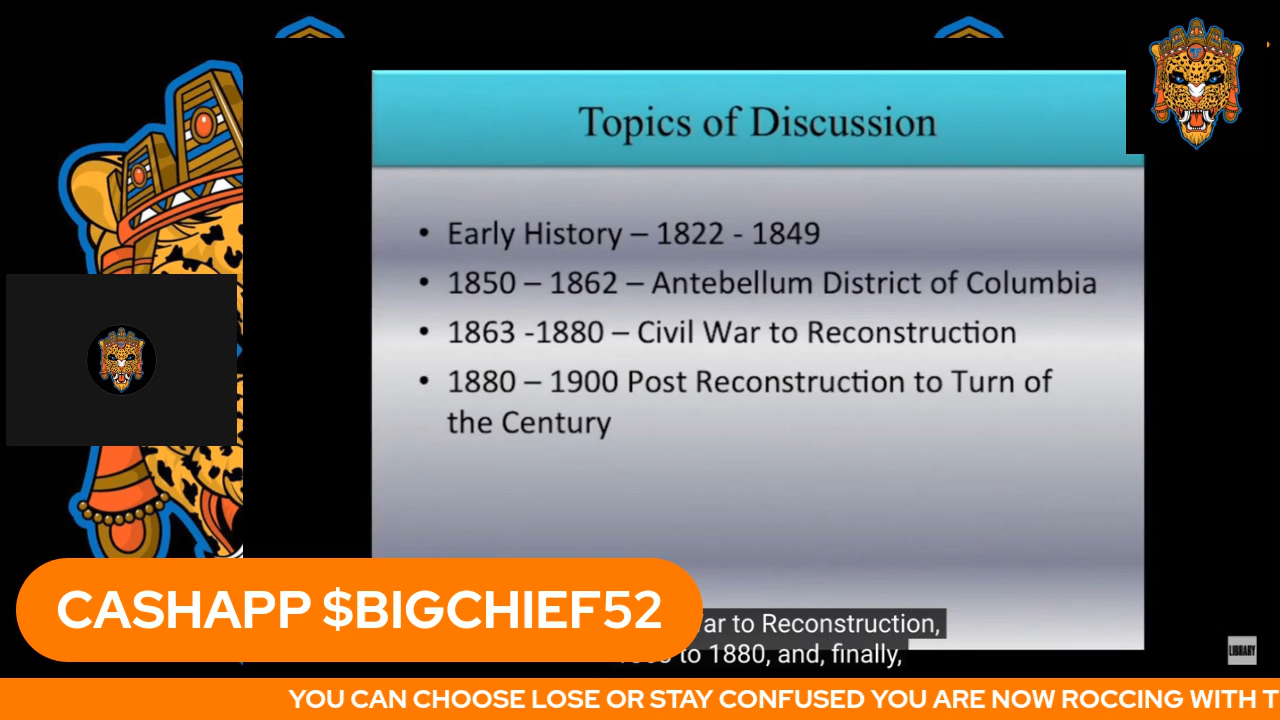 Topics of Discussion
• Early History – 1822 - 1849
• 1850 – 1862 – Antebellum District of Columbia
• 1863 -1880 – Civil War to Reconstruction
• 1880 – 1900 Post Reconstruction to Turn of
the Century
CASHAPP $BIGCHIEF52
to Reconstruction,
to 1880, and, finally,
LIBRARY
YOU CAN CHOOSE LOSE OR STAY CONFUSED YOU ARE NOW ROCCING WITH T